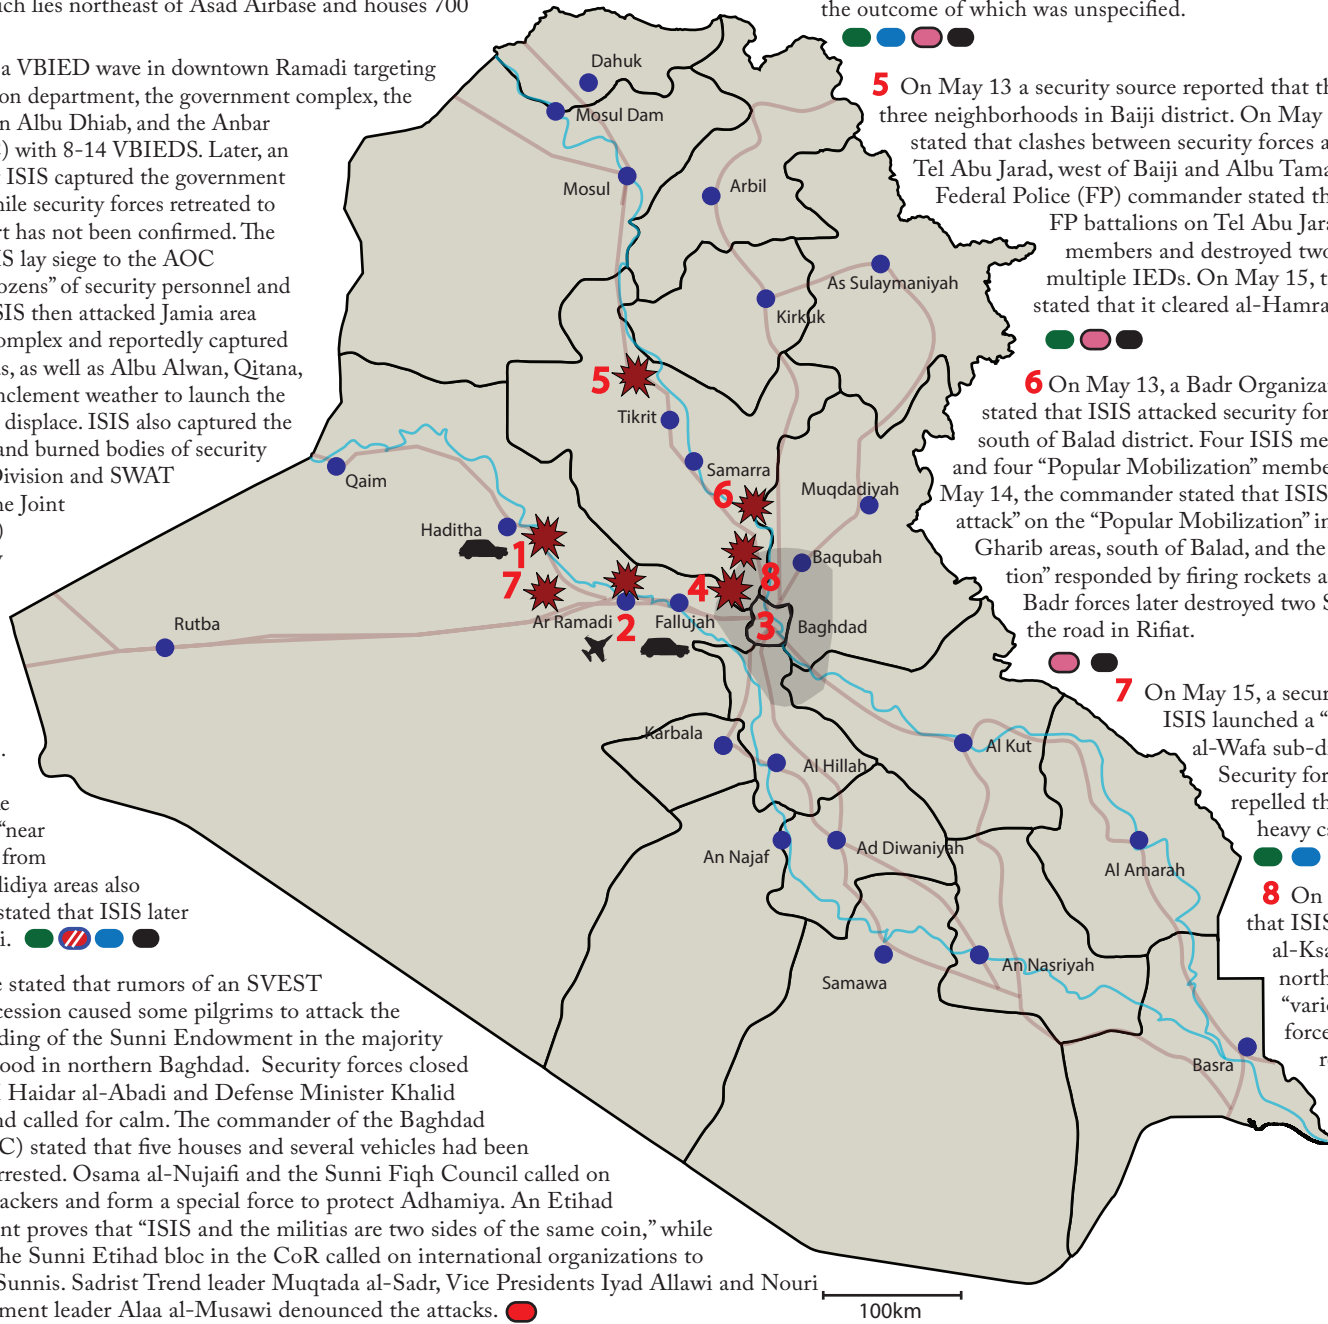 ich lies northeast of Asad Airbase and houses 700
a VBIED wave in downtown Ramadi targeting
on department, the government complex, the
n Albu Dhiab, and the Anbar
) with 8-14 VBIEDS. Later, an
ISIS captured the government
hile security forces retreated to
rt has not been confirmed. The
IS lay siege to the AOC
ozens” of security personnel and
SIS then attacked Jamia area
omplex and reportedly captured
as, as well as Albu Alwan, Qitana,
nclement weather to launch the
displace. ISIS also captured the
and burned bodies of security
Division and SWAT
he Joint
)
y
.
e
“near
from
lidiya areas also
stated that ISIS later
i.
e stated that rumors of an SVEST
cession caused some pilgrims to attack the
ding of the Sunni Endowment in the majority
ood in northern Baghdad. Security forces closed
Haidar al-Abadi and Defense Minister Khalid
nd called for calm. The commander of the Baghdad
C) stated that five houses and several vehicles had been
rrested. Osama al-Nujaifi and the Sunni Fiqh Council called on
ackers and form a special force to protect Adhamiya. An Etihad
nt proves that “ISIS and the militias are two sides of the same coin,” while
he Sunni Etihad bloc in the CoR called on international organizations to
Sunnis. Sadrist Trend leader Muqtada al-Sadr, Vice Presidents Iyad Allawi and Nouri
ment leader Alaa al-Musawi denounced the attacks.
the outcome of which was unspecified.
5 On May 13 a security source reported that th
three neighborhoods in Baiji district. On May
stated that clashes between security forces a
Tel Abu Jarad, west of Baiji and Albu Tama
Federal Police (FP) commander stated th
FP battalions on Tel Abu Jara
members and destroyed two
multiple IEDs. On May 15, t
stated that it cleared al-Hamra
6 On May 13, a Badr Organiza
stated that ISIS attacked security for
south of Balad district. Four ISIS me
and four “Popular Mobilization” membe
May 14, the commander stated that ISIS
attack” on the “Popular Mobilization” in
Gharib areas, south of Balad, and the
tion” responded by firing rockets a
Badr forces later destroyed two S
the road in Rifiat.
7 On May 15, a secur
ISIS launched a “
al-Wafa sub-d
Security for
repelled th
heavy ca
8 On
that ISIS
al-Ksa
north
“vario
force
r
Dahuk
Mosul Dam
Mosul
Arbil
As Sulaymaniyah
Kirkuk
5
Tikrit
Samarra
6
Muqdadiyah
Qaim
Haditha
1
7
Baqubah
4
8
Rutba
Ar Ramadi
2
Fallujah
3
Baghdad
Karbala
Al Kut
Al Hillah
An Najaf
Ad Diwaniyah
Al Amarah
Samawa
An Nasriyah
Basra
100km